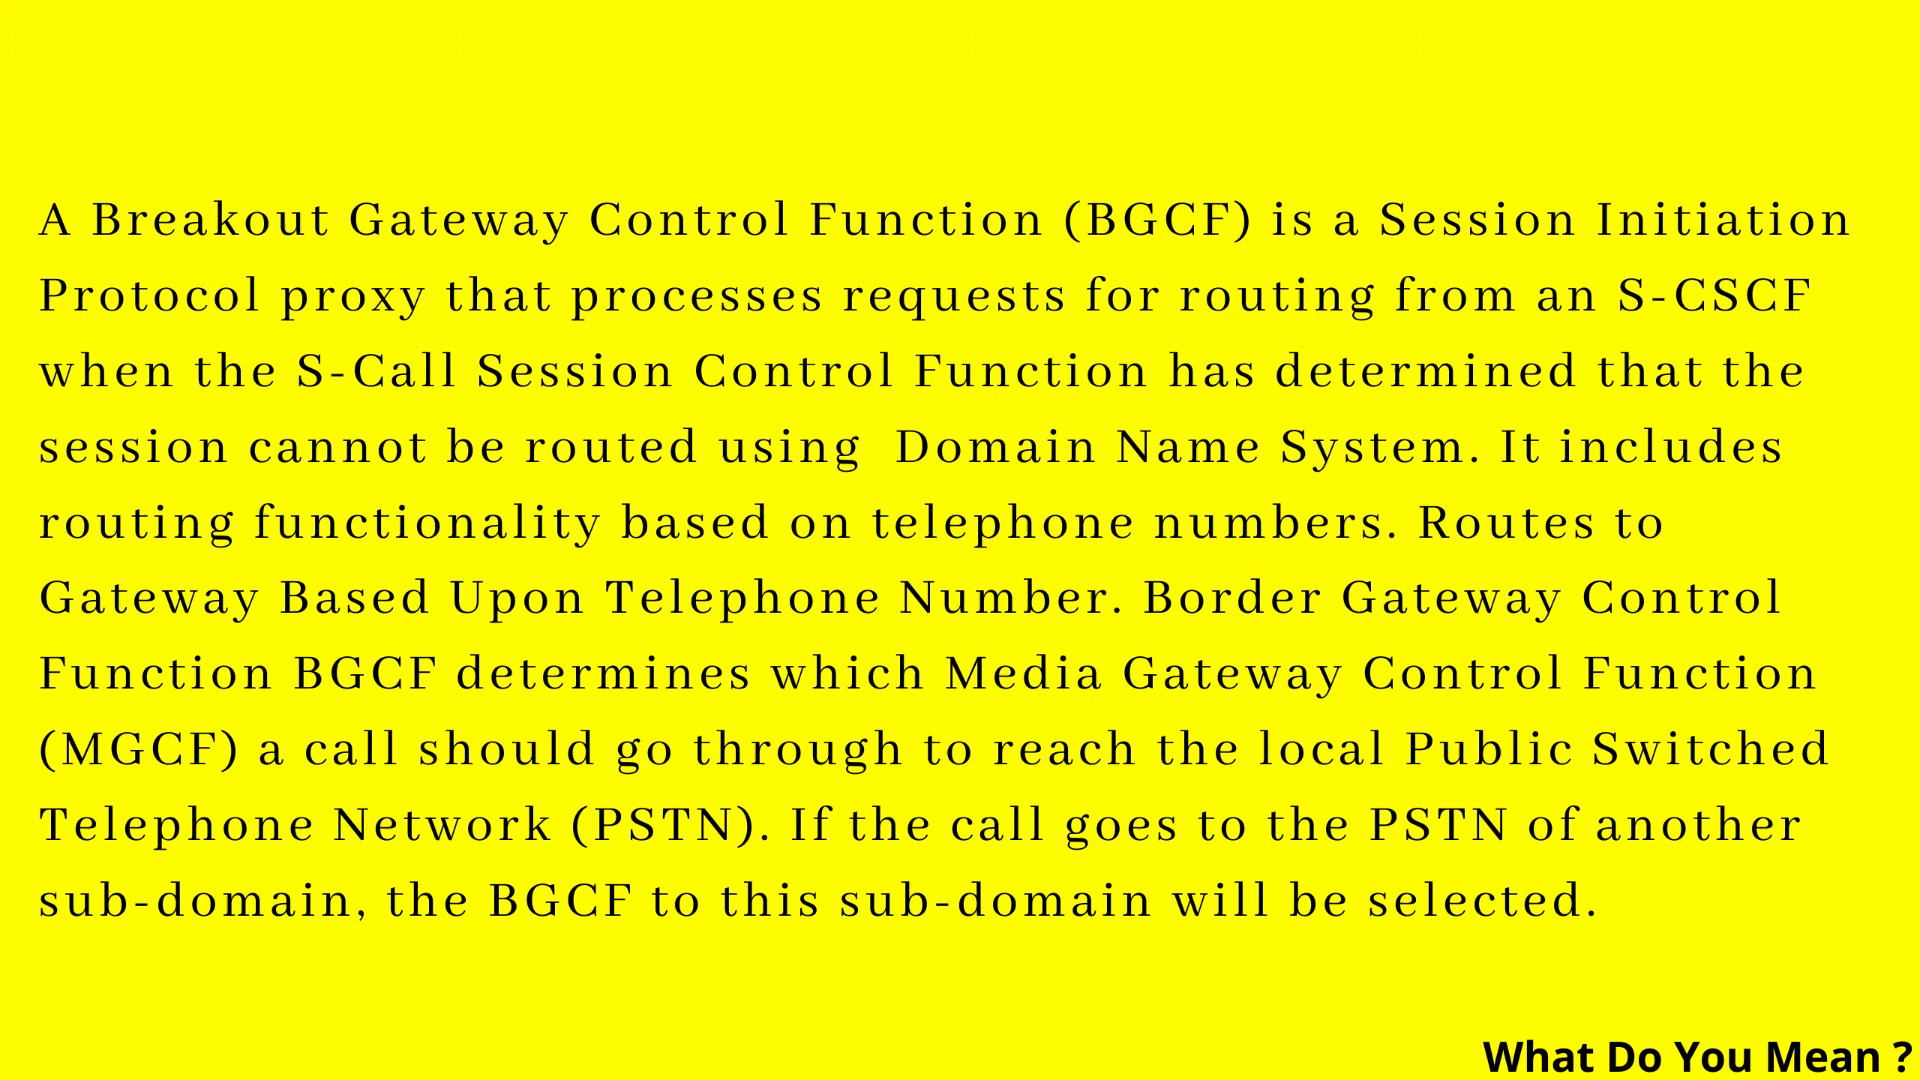 A Breakout Gateway Control Function (BGCF) is a Session Initiation
Protocol proxy that processes requests for routing from an S-CSCF
when the S-Call Session Control Function has determined that the
session cannot be routed using  Domain Name System. It includes
routing functionality based on telephone numbers. Routes to
Gateway Based Upon Telephone Number. Border Gateway Control
Function BGCF determines which Media Gateway Control Function
(MGCF) a call should go through to reach the local Public Switched
Telephone Network (PSTN). If the call goes to the PSTN of another
sub-domain, the BGCF to this sub-domain will be selected.
What Do You Mean ?